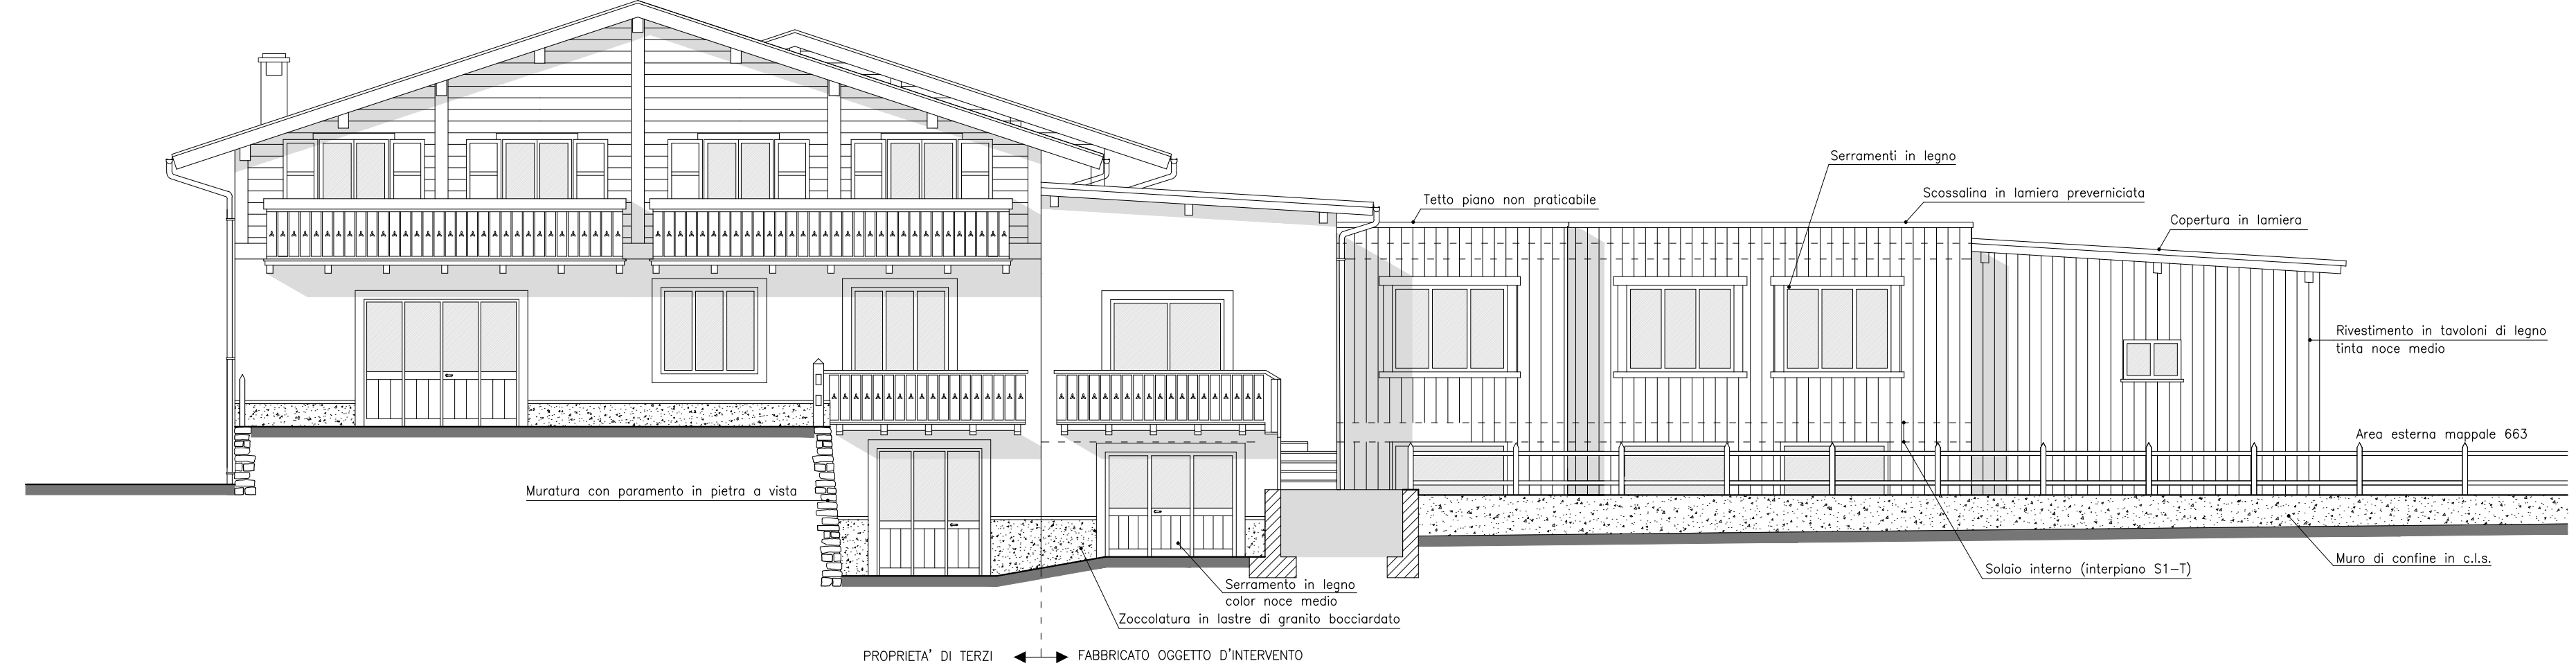 Serramenti in legno
Tetto piano non praticabile
Scossalina in lamiera preverniciata
Copertura in lamiera
Rivestimento in tavoloni di legno
tinta noce medio
Area esterna mappale 663
Muratura con paramento in pietra a vista
Muro di confine in c.l.s.
Solaio interno (interpiano S1-T)
Serramento in legno
color noce medio
Zoccolatura in lastre di granito bocciardato
PROPRIETA' DI TERZI
FABBRICATO OGGETTO D'INTERVENTO